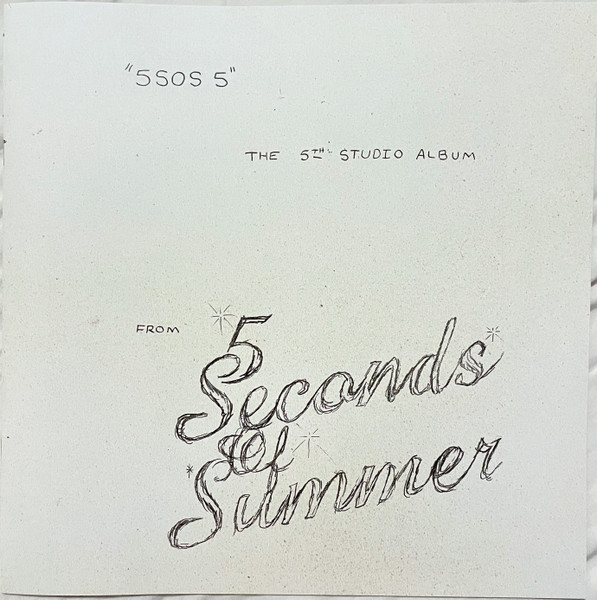 "5SOS 5"
THE 5TH STUDIO ALBUM
FROM 5
Seconds
Of
Summer